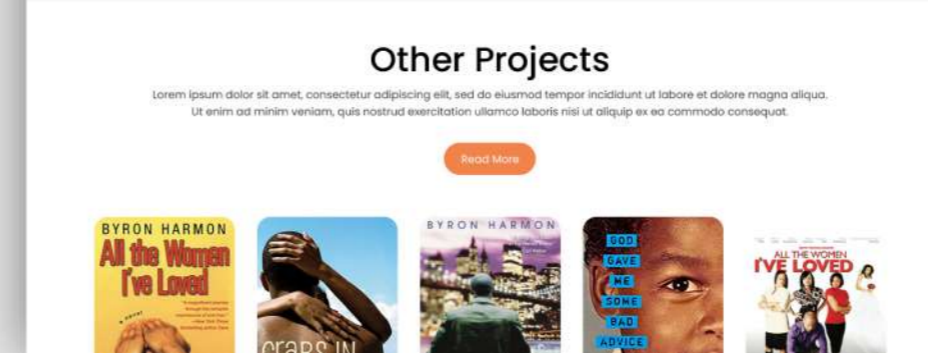 Other Projects
Lorem ipsum dolor sit amet, consectetur adipiscing elit, sed do eiusmod tempor incididunt ut labore et dolore magna aliqua.
Ut enim ad minim veniam, quis nostrud exercitation ullamco laboris nisi ut aliquip ex ea commodo consequat.
Read More
BYRON HARMON
All the Women
I've Loved
a novel
CRABS IN
BYRON HARMON
GOD
GAVE
ME
SOME
BAD
ADVICE
ALL THE WOMEN
I'VE LOVED